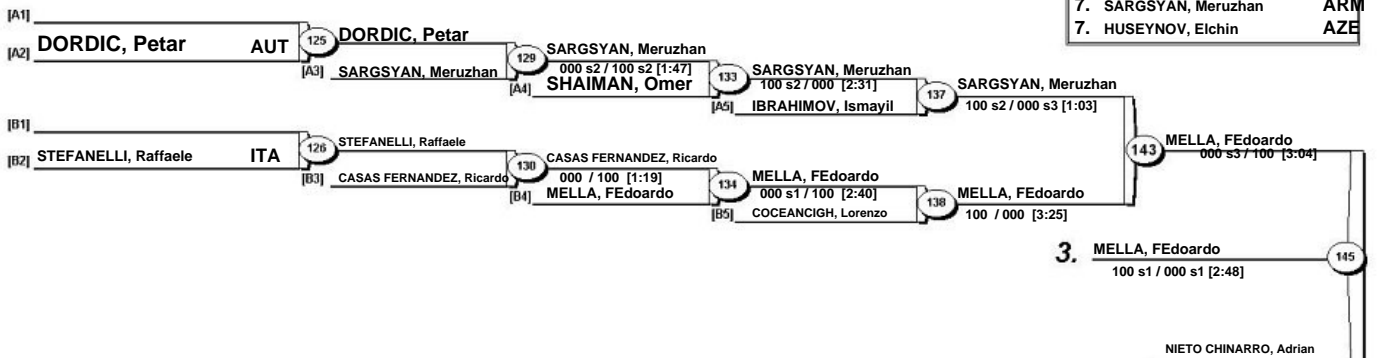 7. SARGSYAN, Meruzhan ARM
7. HUSEYNOV, Elchin AZE
[A1]
[A2] DORDIC, Petar AUT
125
DORDIC, Petar
[A3] SARGSYAN, Meruzhan
129
SARGSYAN, Meruzhan
000 s2 / 100 s2 [1:47]
[A4] SHAIMAN, Omer
133
SARGSYAN, Meruzhan
100 s2 / 000 [2:31]
[A5] IBRAHIMOV, Ismayil
137
SARGSYAN, Meruzhan
100 s2 / 000 s3 [1:03]
[B1]
[B2] STEFANELLI, Raffaele ITA
126
STEFANELLI, Raffaele
[B3] CASAS FERNANDEZ, Ricardo
130
CASAS FERNANDEZ, Ricardo
000 / 100 [1:19]
[B4] MELLA, FEdoardo
134
MELLA, FEdoardo
000 s1 / 100 [2:40]
[B5] COCEANCIGH, Lorenzo
138
MELLA, FEdoardo
100 / 000 [3:25]
143
MELLA, FEdoardo
000 s3 / 100 [3:04]
3. MELLA, FEdoardo
100 s1 / 000 s1 [2:48]
145
NIETO CHINARRO, Adrian